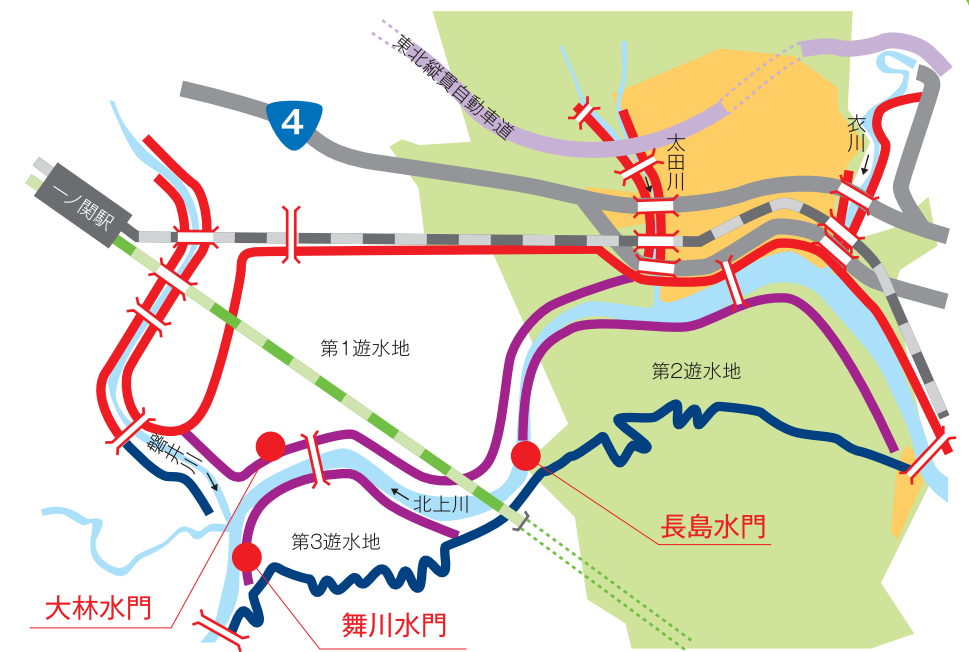 東北縦貫自動車道
4
太田川
衣川
一ノ関駅
第1遊水地
第2遊水地
磐井川
北上川
第3遊水地
長島水門
大林水門
舞川水門